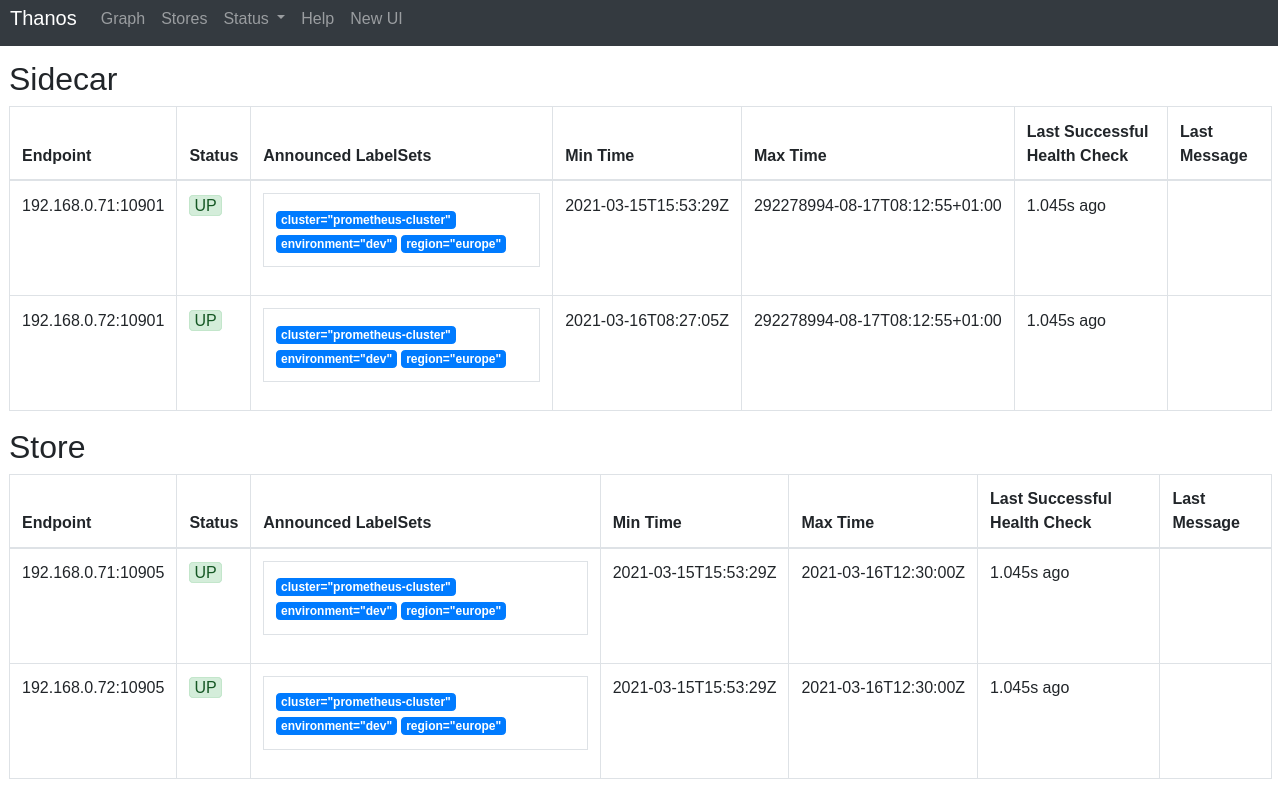 Thanos Graph Stores Status Help New UI
Sidecar
Endpoint Status Announced LabelSets Min Time Max Time Last Successful Health Check Last Message
192.168.0.71:10901 UP cluster="prometheus-cluster" 2021-03-15T15:53:29Z 292278994-08-17T08:12:55+01:00 1.045s ago
environment="dev" region="europe"
192.168.0.72:10901 UP cluster="prometheus-cluster" 2021-03-16T08:27:05Z 292278994-08-17T08:12:55+01:00 1.045s ago
environment="dev" region="europe"
Store
Endpoint Status Announced LabelSets Min Time Max Time Last Successful Health Check Last Message
192.168.0.71:10905 UP cluster="prometheus-cluster" 2021-03-15T15:53:29Z 2021-03-16T12:30:00Z 1.045s ago
environment="dev" region="europe"
192.168.0.72:10905 UP cluster="prometheus-cluster" 2021-03-15T15:53:29Z 2021-03-16T12:30:00Z 1.045s ago
environment="dev" region="europe"